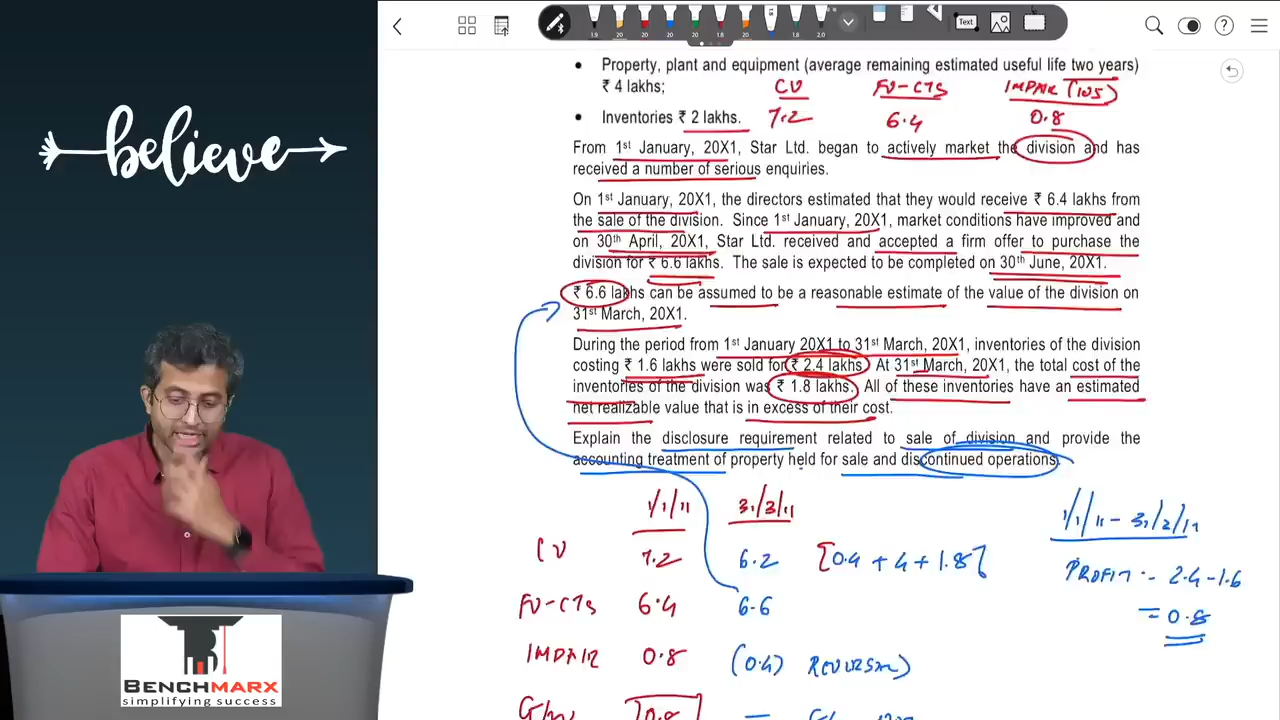 believe
BENCHMARX
simplifying success
Text
• Property, plant and equipment (average remaining estimated useful life two years)
₹ 4 lakhs;
CV FV-CTS IMPAIR (105)
• Inventories ₹ 2 lakhs.
7.2 6.4 0.8
From 1st January, 20X1, Star Ltd. began to actively market the division and has
received a number of serious enquiries.
On 1st January, 20X1, the directors estimated that they would receive ₹ 6.4 lakhs from
the sale of the division. Since 1st January, 20X1, market conditions have improved and
on 30th April, 20X1, Star Ltd. received and accepted a firm offer to purchase the
division for ₹ 6.6 lakhs. The sale is expected to be completed on 30th June, 20X1.
₹ 6.6 lakhs can be assumed to be a reasonable estimate of the value of the division on
31st March, 20X1.
During the period from 1st January 20X1 to 31st March, 20X1, inventories of the division
costing ₹ 1.6 lakhs were sold for ₹ 2.4 lakhs. At 31st March, 20X1, the total cost of the
inventories of the division was ₹ 1.8 lakhs. All of these inventories have an estimated
net realizable value that is in excess of their cost.
Explain the disclosure requirement related to sale of division and provide the
accounting treatment of property held for sale and discontinued operations.
1/1/11 31/3/11
CV 7.2 6.2 [0.4 + 4 + 1.8]
FV-CTS 6.4 6.6
IMPAIR 0.8 (0.4) REVERSAL)
1/1/11 - 31/3/11
PROFIT - 2.4-1.6
= 0.8